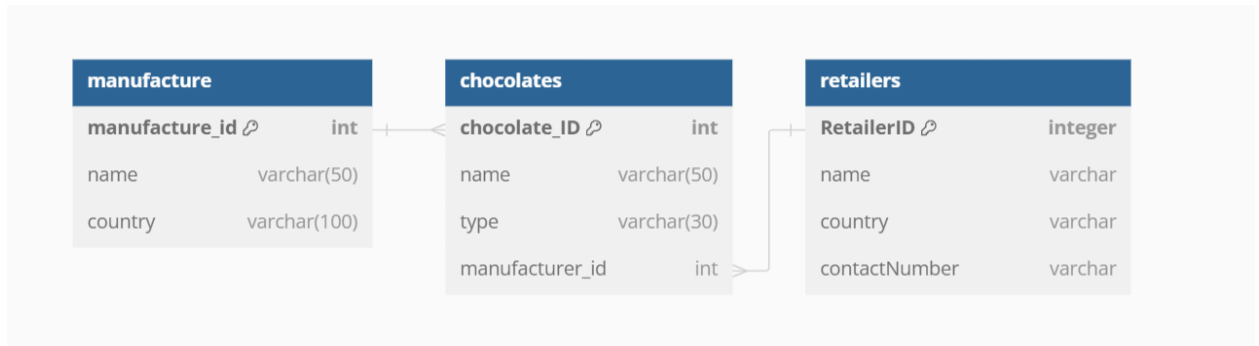 manufacture
manufacture_id int
name varchar(50)
country varchar(100)
chocolates
chocolate_ID int
name varchar(50)
type varchar(30)
manufacturer_id int
retailers
RetailerID integer
name varchar
country varchar
contactNumber varchar